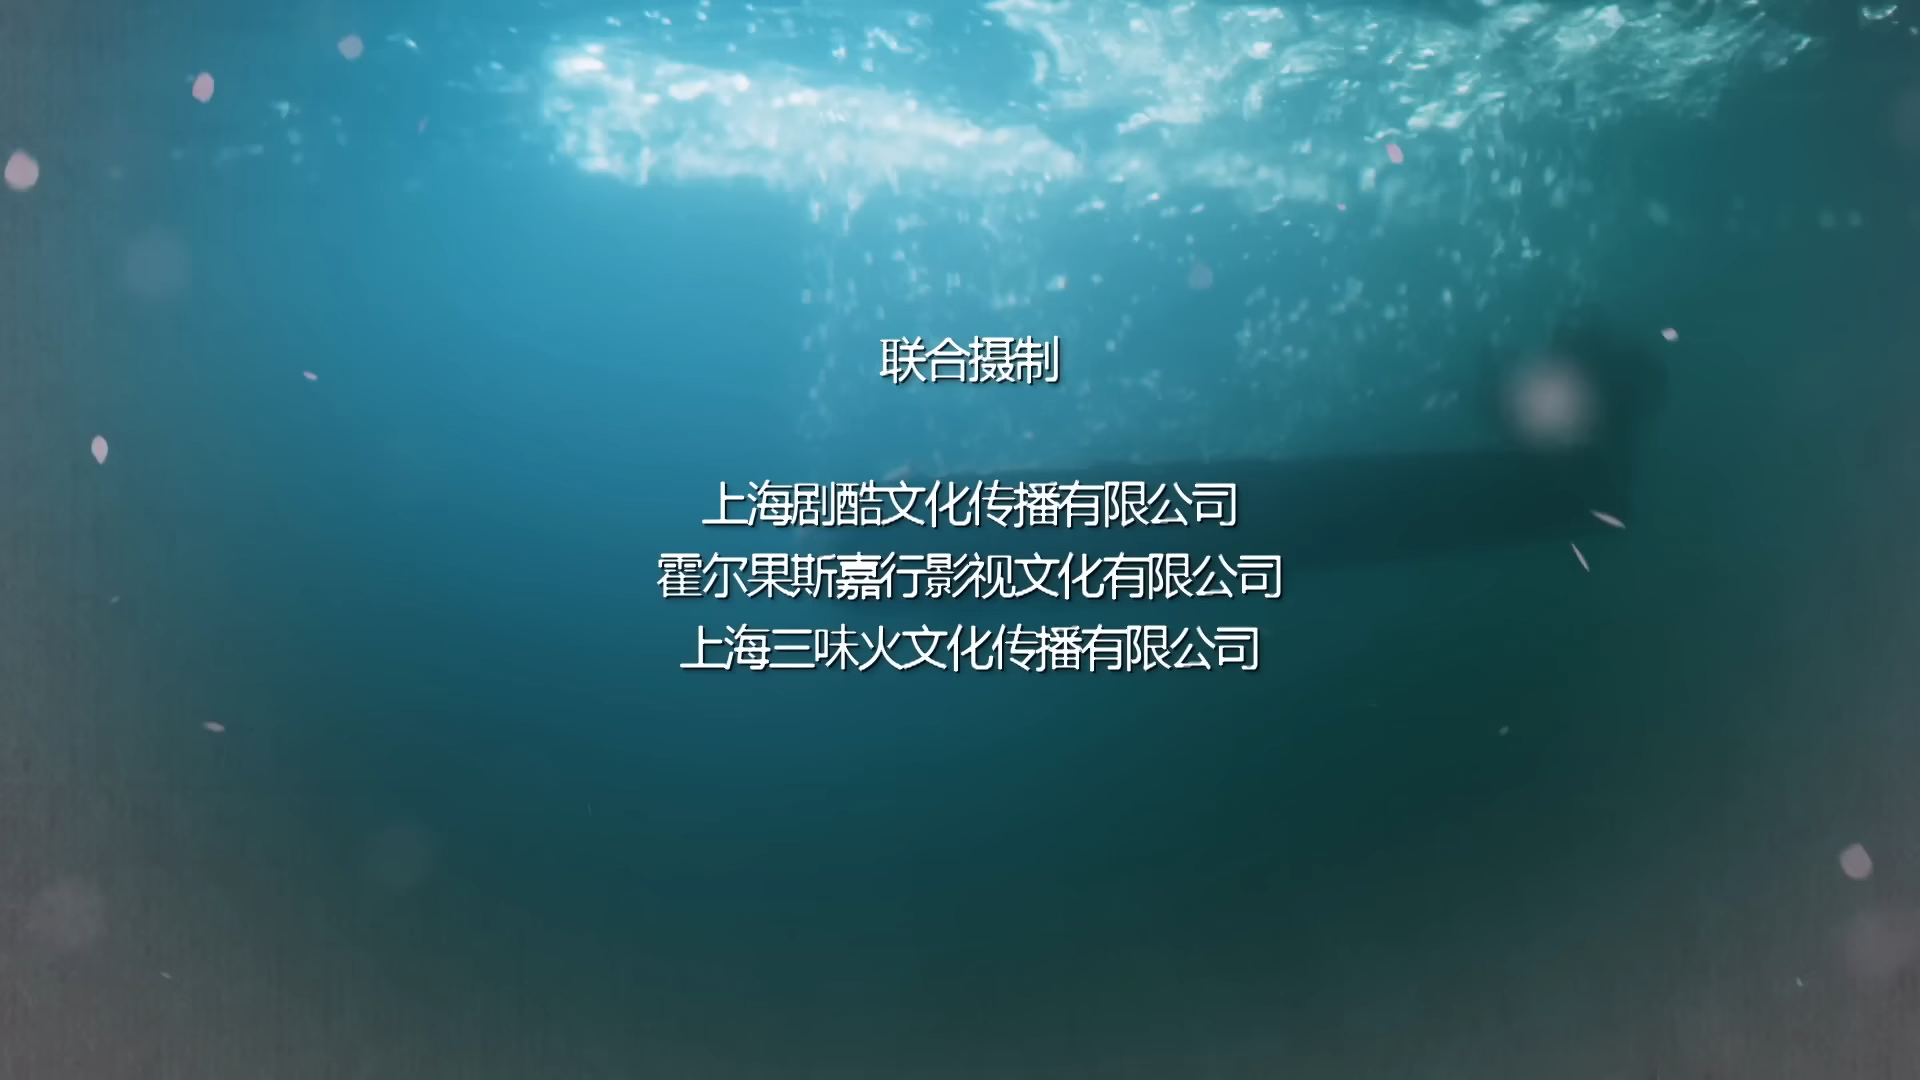 联合摄制
上海剧酷文化传播有限公司
霍尔果斯嘉行影视文化有限公司
上海三味火文化传播有限公司